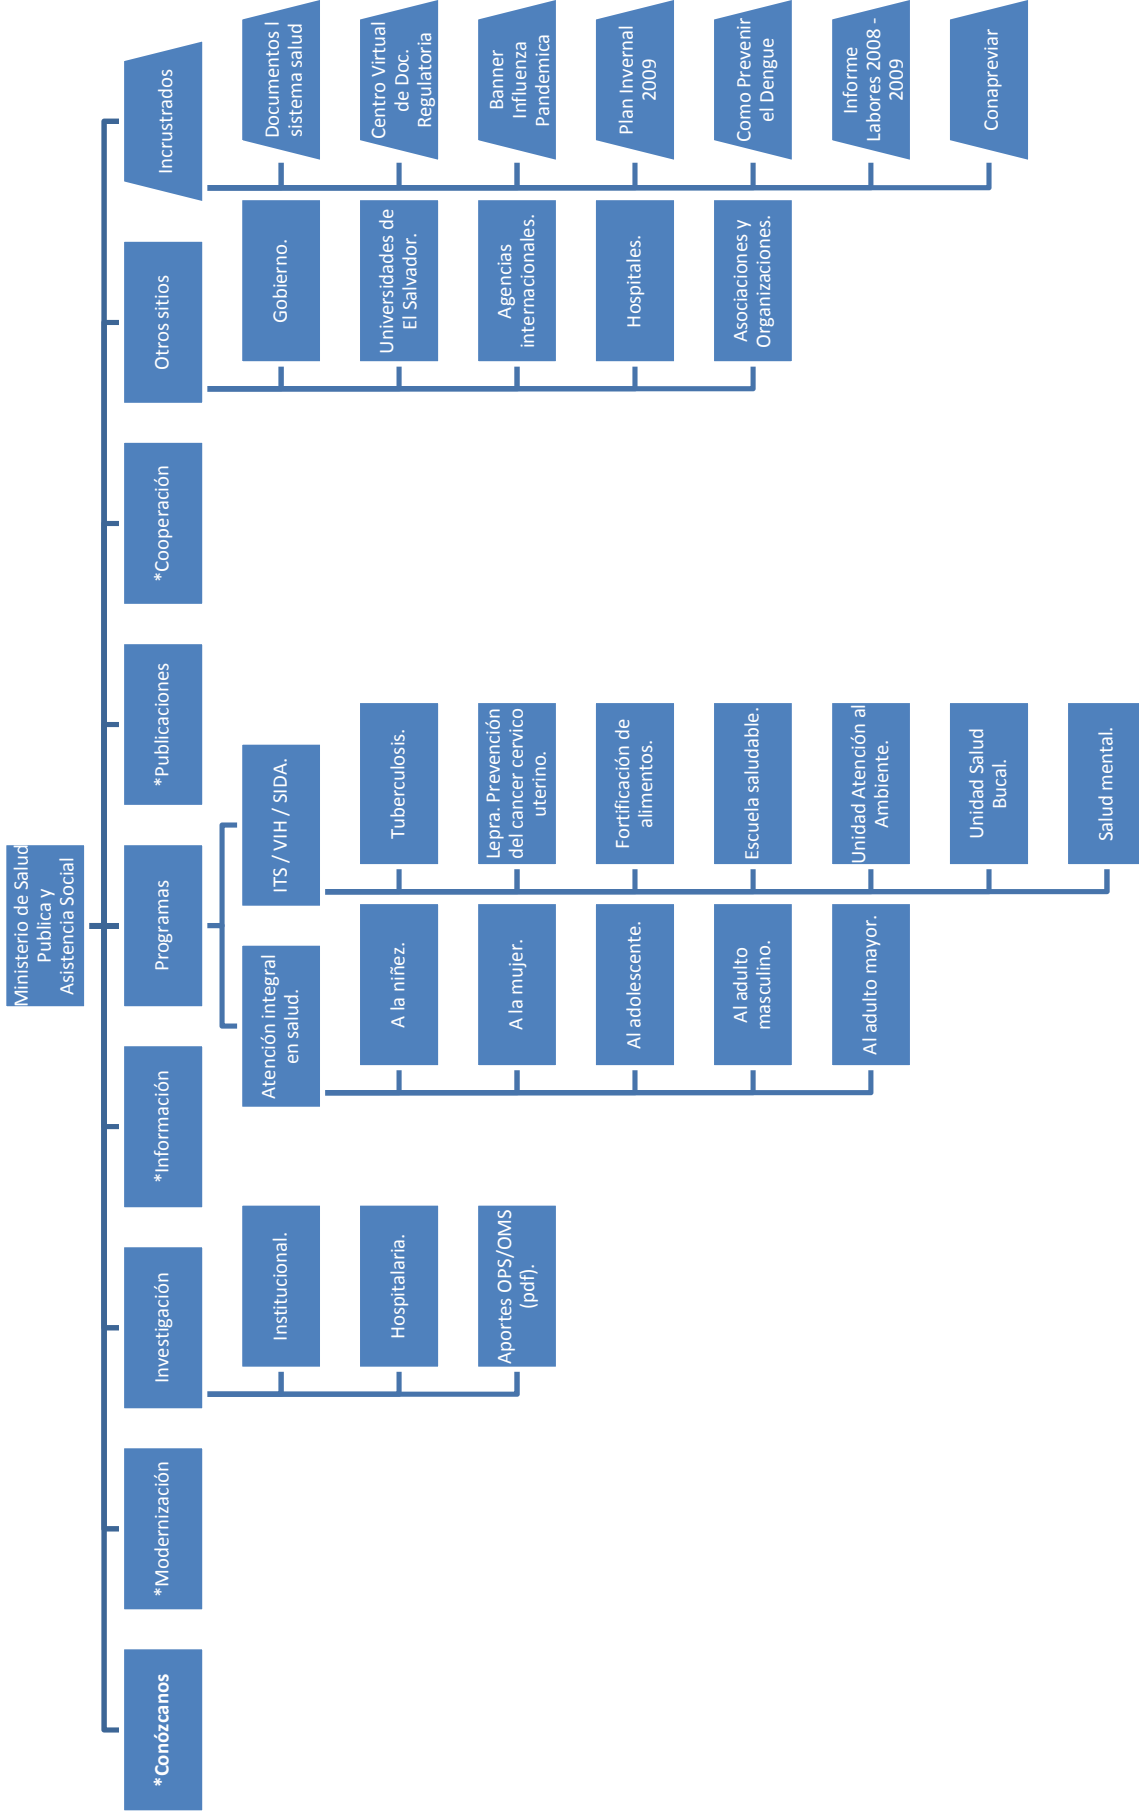 Ministerio de Salud
Publica y
Asistencia Social
*Conózcanos
*Modernización
Investigación
Institucional.
Hospitalaria.
Aportes OPS/OMS
(pdf).
*Información
Programas
Atención integral
en salud.
A la niñez.
A la mujer.
Al adolescente.
Al adulto
masculino.
Al adulto mayor.
ITS / VIH / SIDA.
Tuberculosis.
Lepra. Prevención
del cancer cervico
uterino.
Fortificación de
alimentos.
Escuela saludable.
Unidad Atención al
Ambiente.
Unidad Salud
Bucal.
Salud mental.
*Publicaciones
*Cooperación
Otros sitios
Gobierno.
Universidades de
El Salvador.
Agencias
internacionales.
Hospitales.
Asociaciones y
Organizaciones.
Incrustrados
Documentos l
sistema salud
Centro Virtual
de Doc.
Regulatoria
Banner
Influenza
Pandemica
Plan Invernal
2009
Como Prevenir
el Dengue
Informe
Labores 2008 -
2009
Conapreviar